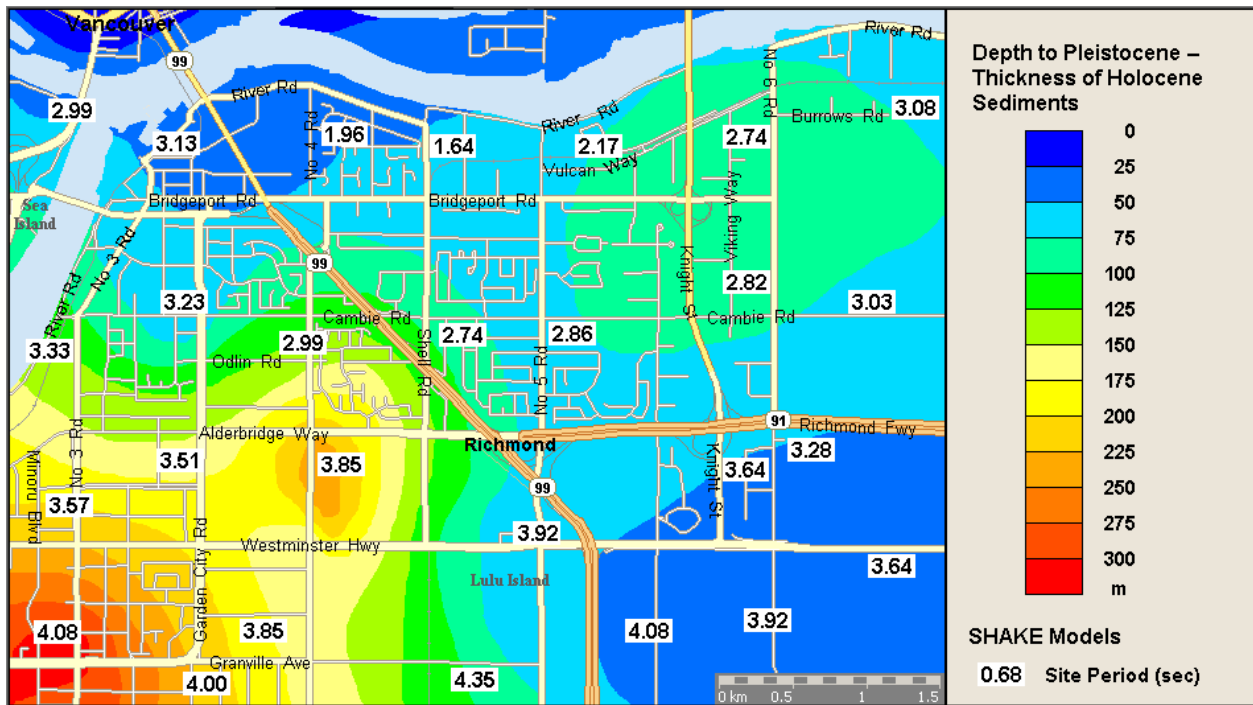 Vancouver
99
River Rd
River Rd
2.99
No 4 Rd
1.96
3.13
1.64
River Rd
2.17
Vulcan Way
No 6 Rd
Burrows Rd
3.08
2.74
Sea
Island
Bridgeport Rd
Bridgeport Rd
Viking Way
No 3 Rd
99
Knight St
River Rd
3.23
2.82
3.03
Cambie Rd
Cambie Rd
3.33
2.99
Shell Rd
2.74
2.86
Odlin Rd
No 5 Rd
No 3 Rd
Alderbridge Way
Richmond
91
Richmond Fwy
Minoru Blvd
3.51
3.85
Knight St
3.64
3.28
99
3.57
Garden City Rd
3.92
Westminster Hwy
Lulu Island
3.64
4.08
3.85
4.08
3.92
Granville Ave
4.00
4.35
0 km 0.5 1 1.5
Depth to Pleistocene –
Thickness of Holocene
Sediments
0
25
50
75
100
125
150
175
200
225
250
275
300
m
SHAKE Models
0.68 Site Period (sec)